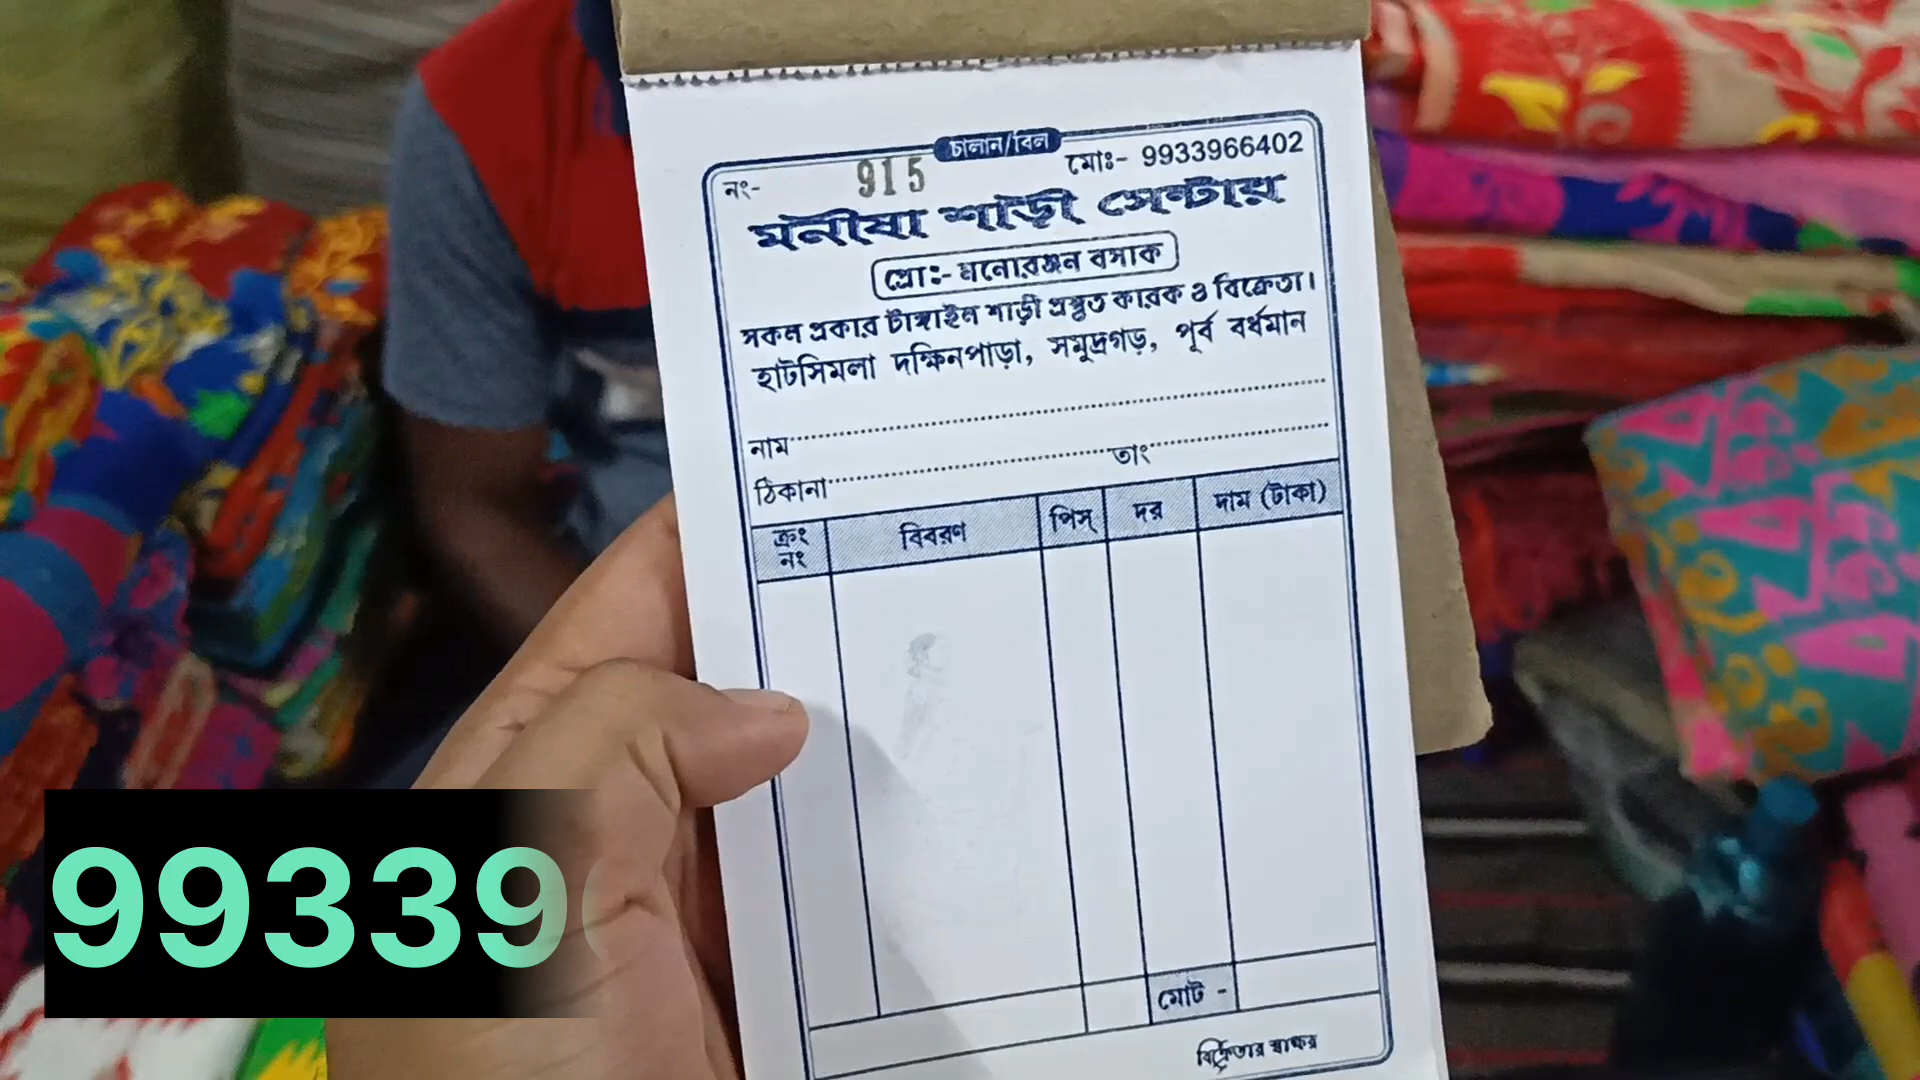 চালান/বিল
নং- 915 মোঃ- 9933966402
মনীষা শাড়ী সেন্টার
প্রোঃ- মনোরঞ্জন বসাক
সকল প্রকার টাঙ্গাইল শাড়ী প্রস্তুত কারক ও বিক্রেতা।
হাটসিমলা দক্ষিনপাড়া, সমুদ্রগড়, পূর্ব বর্ধমান
নাম
ঠিকানা তাং
ক্রঃ নং বিবরণ পিস্ দর দাম (টাকা)
মোট -
বিক্রেতার স্বাক্ষর
99339